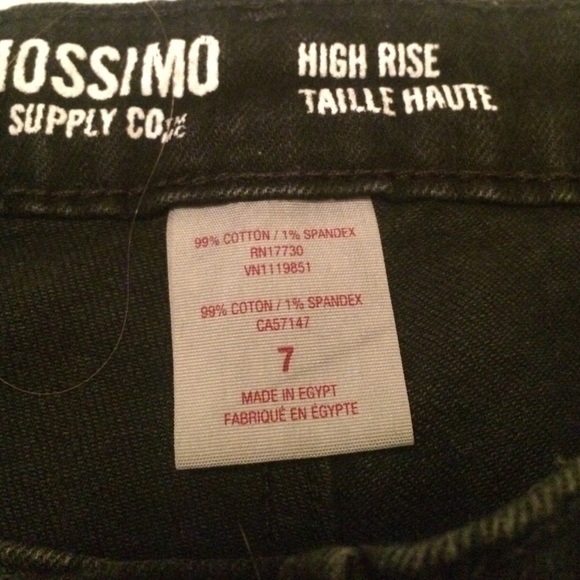 MOSSIMO
SUPPLY CO.
HIGH RISE
TAILLE HAUTE
99% COTTON / 1% SPANDEX
RN17730
VN1119851
99% COTON / 1% SPANDEX
CA57147
7
MADE IN EGYPT
FABRIQUÉ EN ÉGYPTE